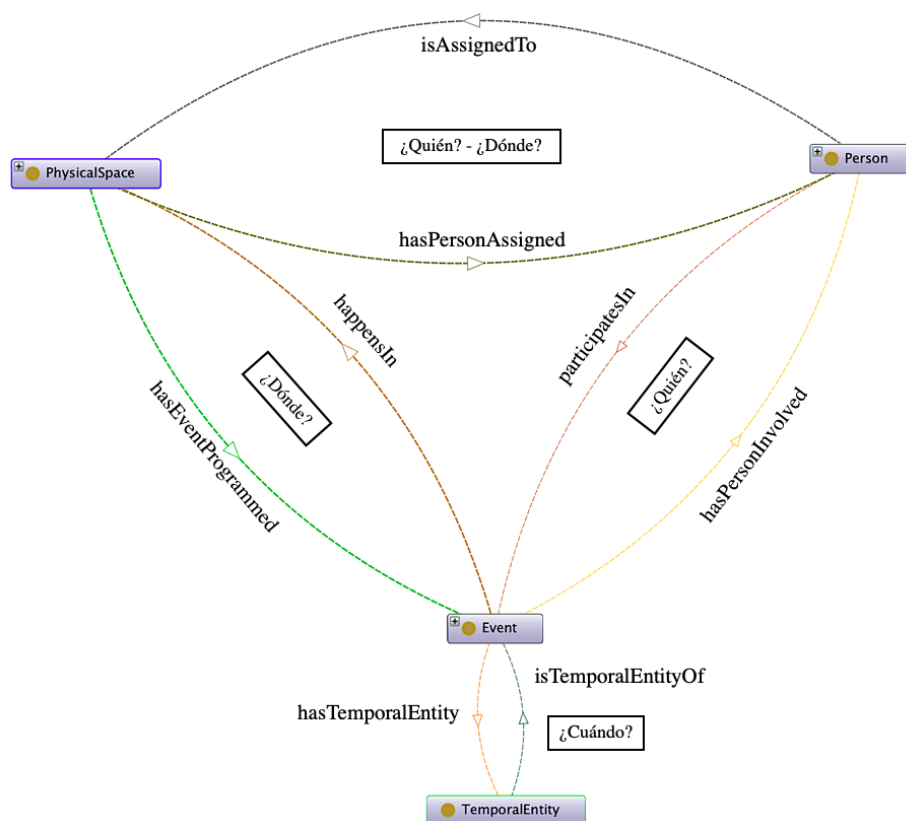 isAssignedTo
¿Quién? - ¿Dónde?
PhysicalSpace
Person
hasPersonAssigned
happensIn
participatesIn
¿Dónde?
¿Quién?
hasEventProgrammed
hasPersonInvolved
Event
isTemporalEntityOf
hasTemporalEntity
¿Cuándo?
TemporalEntity